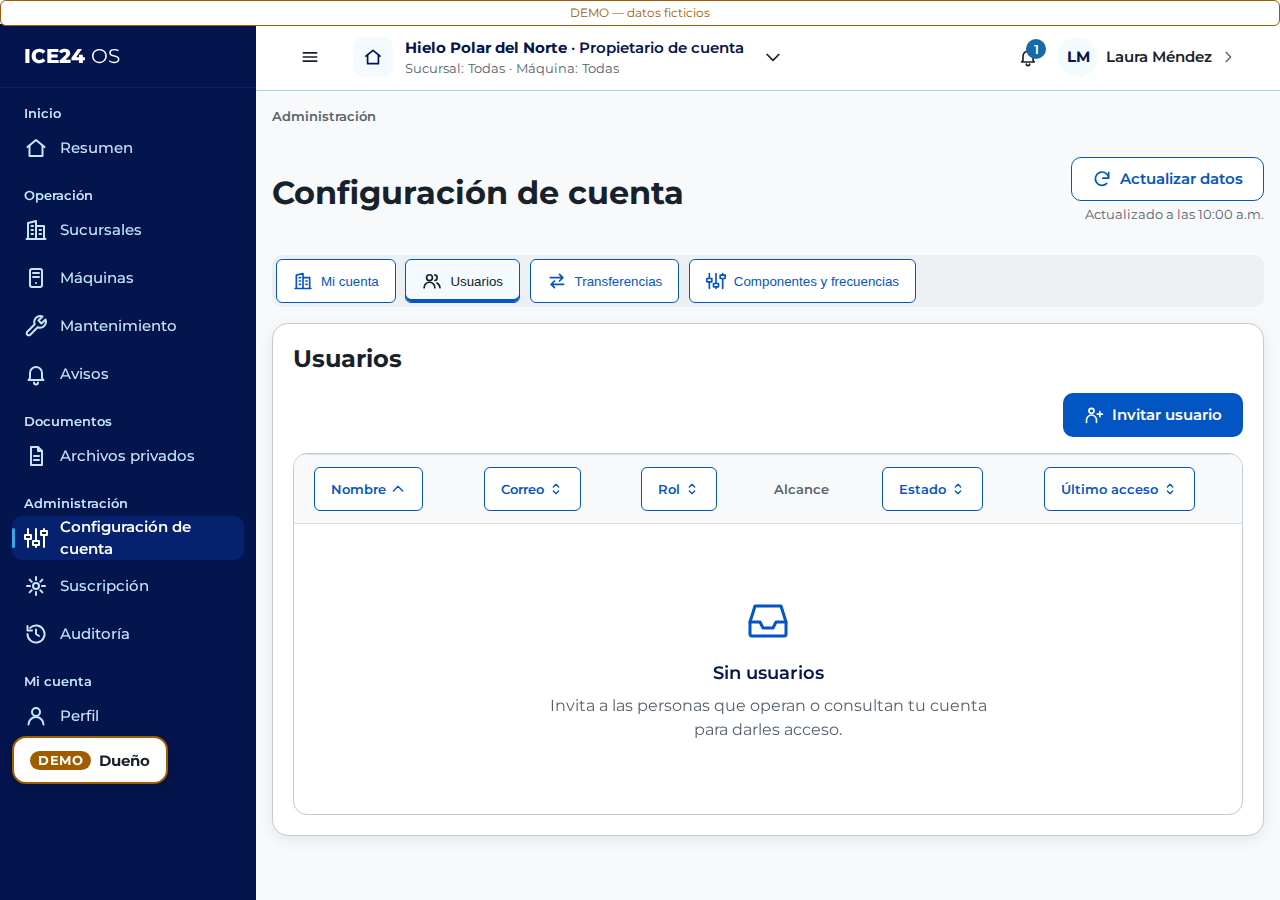 DEMO — datos ficticios
ICE24 OS
Hielo Polar del Norte · Propietario de cuenta
Sucursal: Todas · Máquina: Todas
1
LM
Laura Méndez
Inicio
Resumen
Operación
Sucursales
Máquinas
Mantenimiento
Avisos
Documentos
Archivos privados
Administración
Configuración de
cuenta
Suscripción
Auditoría
Mi cuenta
Perfil
DEMO Dueño
Administración
Configuración de cuenta
Actualizar datos
Actualizado a las 10:00 a.m.
Mi cuenta
Usuarios
Transferencias
Componentes y frecuencias
Usuarios
Invitar usuario
Nombre
Correo
Rol
Alcance
Estado
Último acceso
Sin usuarios
Invita a las personas que operan o consultan tu cuenta
para darles acceso.